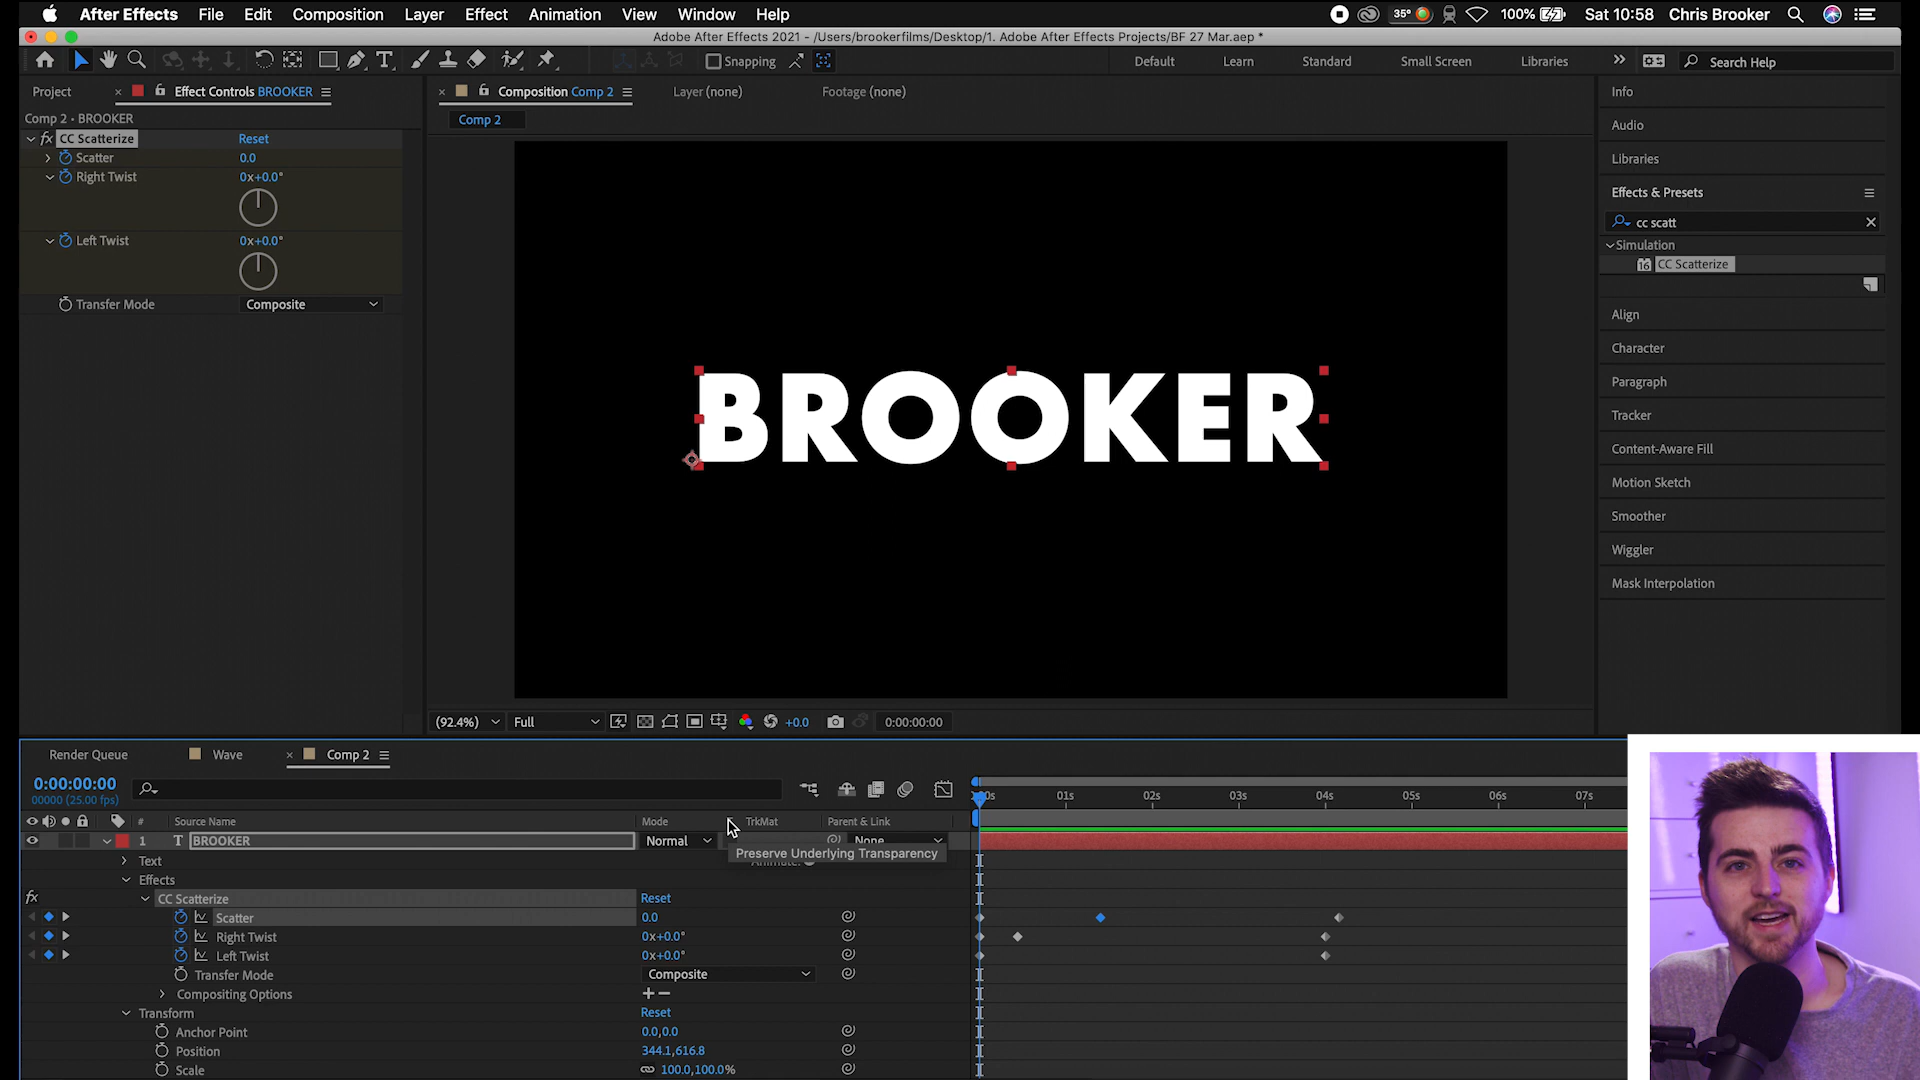 After Effects File Edit Composition Layer Effect Animation View Window Help 35° 100% Sat 10:58 Chris Brooker
Adobe After Effects 2021 - /Users/brookerfilms/Desktop/1. Adobe After Effects Projects/BF 27 Mar.aep *
Snapping Default Learn Standard Small Screen Libraries Search Help
Project Effect Controls BROOKER Composition Comp 2 Layer (none) Footage (none) Info
Comp 2 • BROOKER Comp 2
Audio
fx CC Scatterize Reset
Scatter 0.0
Libraries
Right Twist 0x+0.0°
Effects & Presets
cc scatt
Left Twist 0x+0.0°
Simulation
16 CC Scatterize
Transfer Mode Composite
Align
Character
Paragraph
Tracker
Content-Aware Fill
Motion Sketch
Smoother
Wiggler
Mask Interpolation
BROOKER
(92.4%) Full +0.0 0:00:00:00
Render Queue Wave Comp 2
0:00:00:00
00000 (25.00 fps)
00s 01s 02s 03s 04s 05s 06s 07s
# Source Name Mode T TrkMat Parent & Link
1 T BROOKER Normal None
Preserve Underlying Transparency
Text Animate:
Effects
fx CC Scatterize Reset
Scatter 0.0
Right Twist 0x+0.0°
Left Twist 0x+0.0°
Transfer Mode Composite
Compositing Options + −
Transform Reset
Anchor Point 0.0,0.0
Position 344.1,616.8
Scale 100.0,100.0%